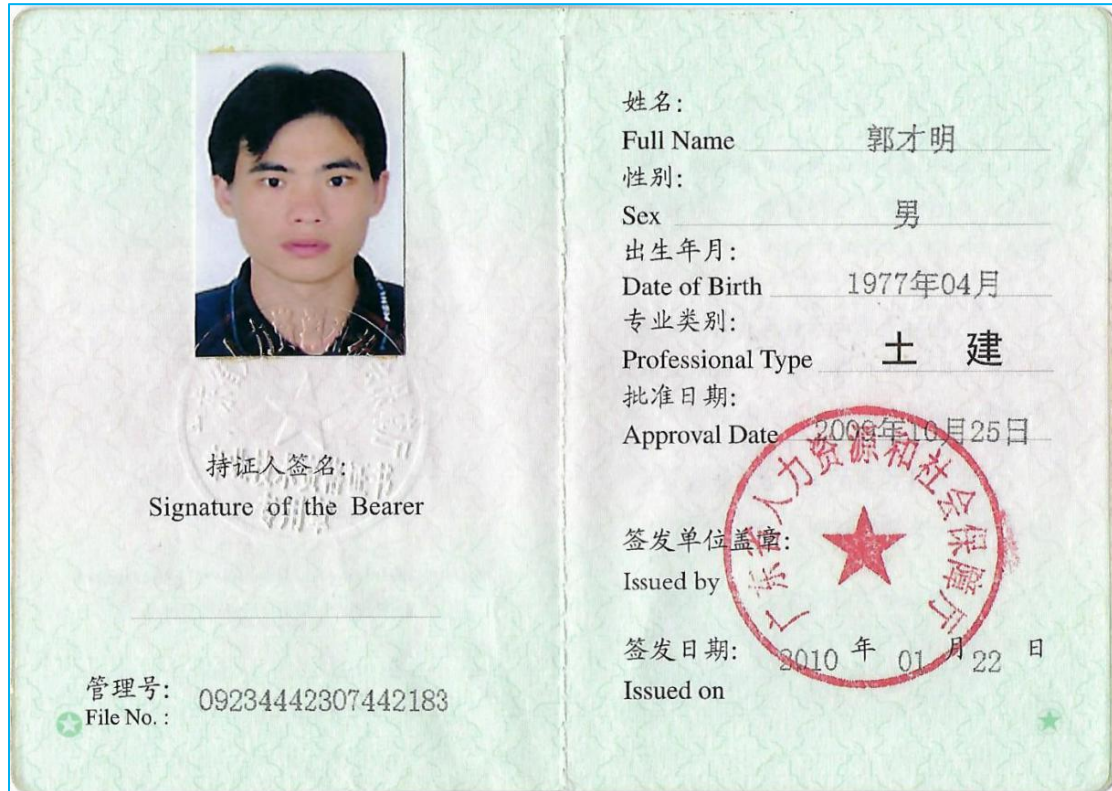 持证人签名:
Signature of the Bearer
管理号:
File No. :
09234442307442183
姓名:
Full Name 郭才明
性别:
Sex 男
出生年月:
Date of Birth 1977年04月
专业类别:
Professional Type 土 建
批准日期:
Approval Date 2009年10月25日
签发单位盖章:
Issued by
广东省人力资源和社会保障厅
签发日期: 2010 年 01 月 22 日
Issued on